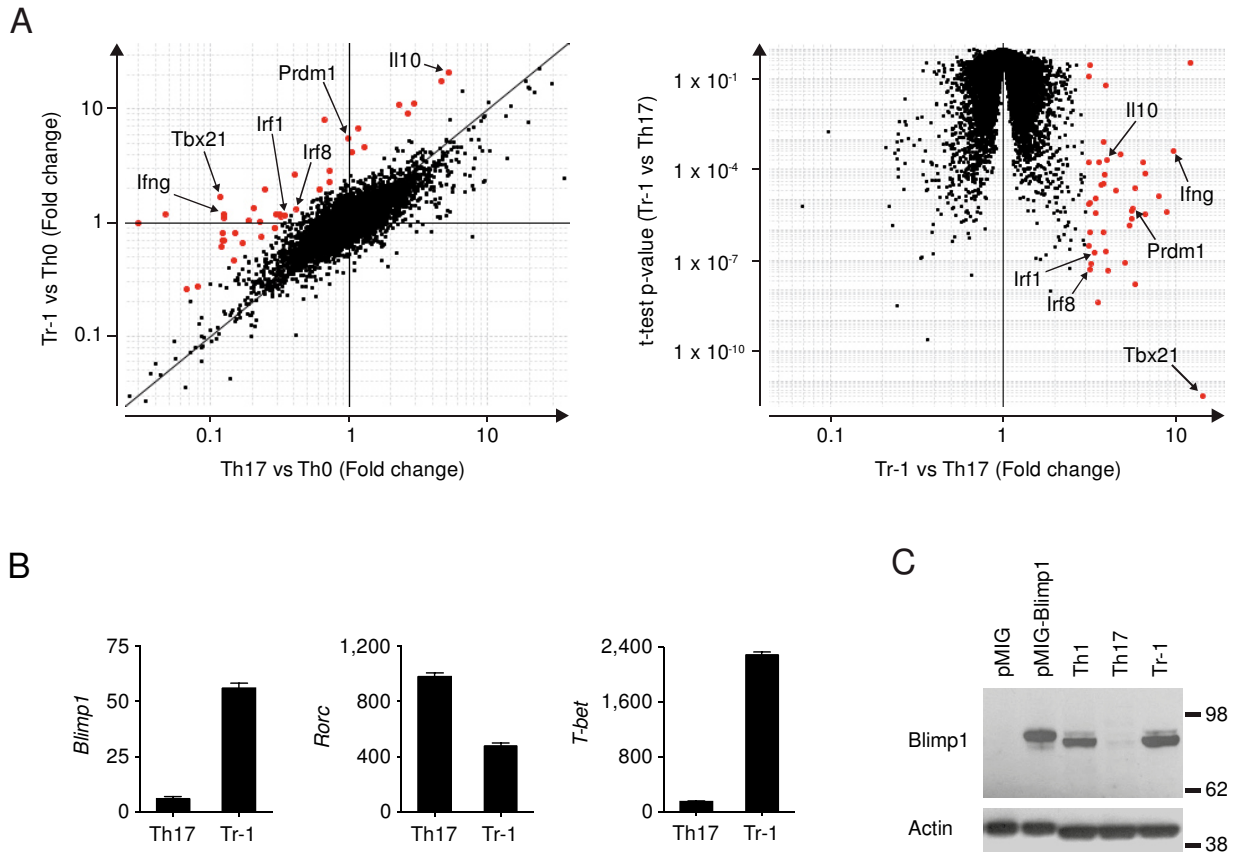 A
Tr-1 vs Th0 (Fold change)
10
1
0.1
Il10
Prdm1
Irf1
Tbx21
Irf8
Ifng
0.1
1
10
Th17 vs Th0 (Fold change)
t-test p-value (Tr-1 vs Th17)
1 x 10-1
1 x 10-4
1 x 10-7
1 x 10-10
Il10
Ifng
Prdm1
Irf1
Irf8
Tbx21
0.1
1
10
Tr-1 vs Th17 (Fold change)
B
Blimp1
75
50
25
0
Th17
Tr-1
Rorc
1,200
800
400
0
Th17
Tr-1
T-bet
2,400
1,600
800
0
Th17
Tr-1
C
pMIG
pMIG-Blimp1
Th1
Th17
Tr-1
Blimp1
98
62
Actin
38